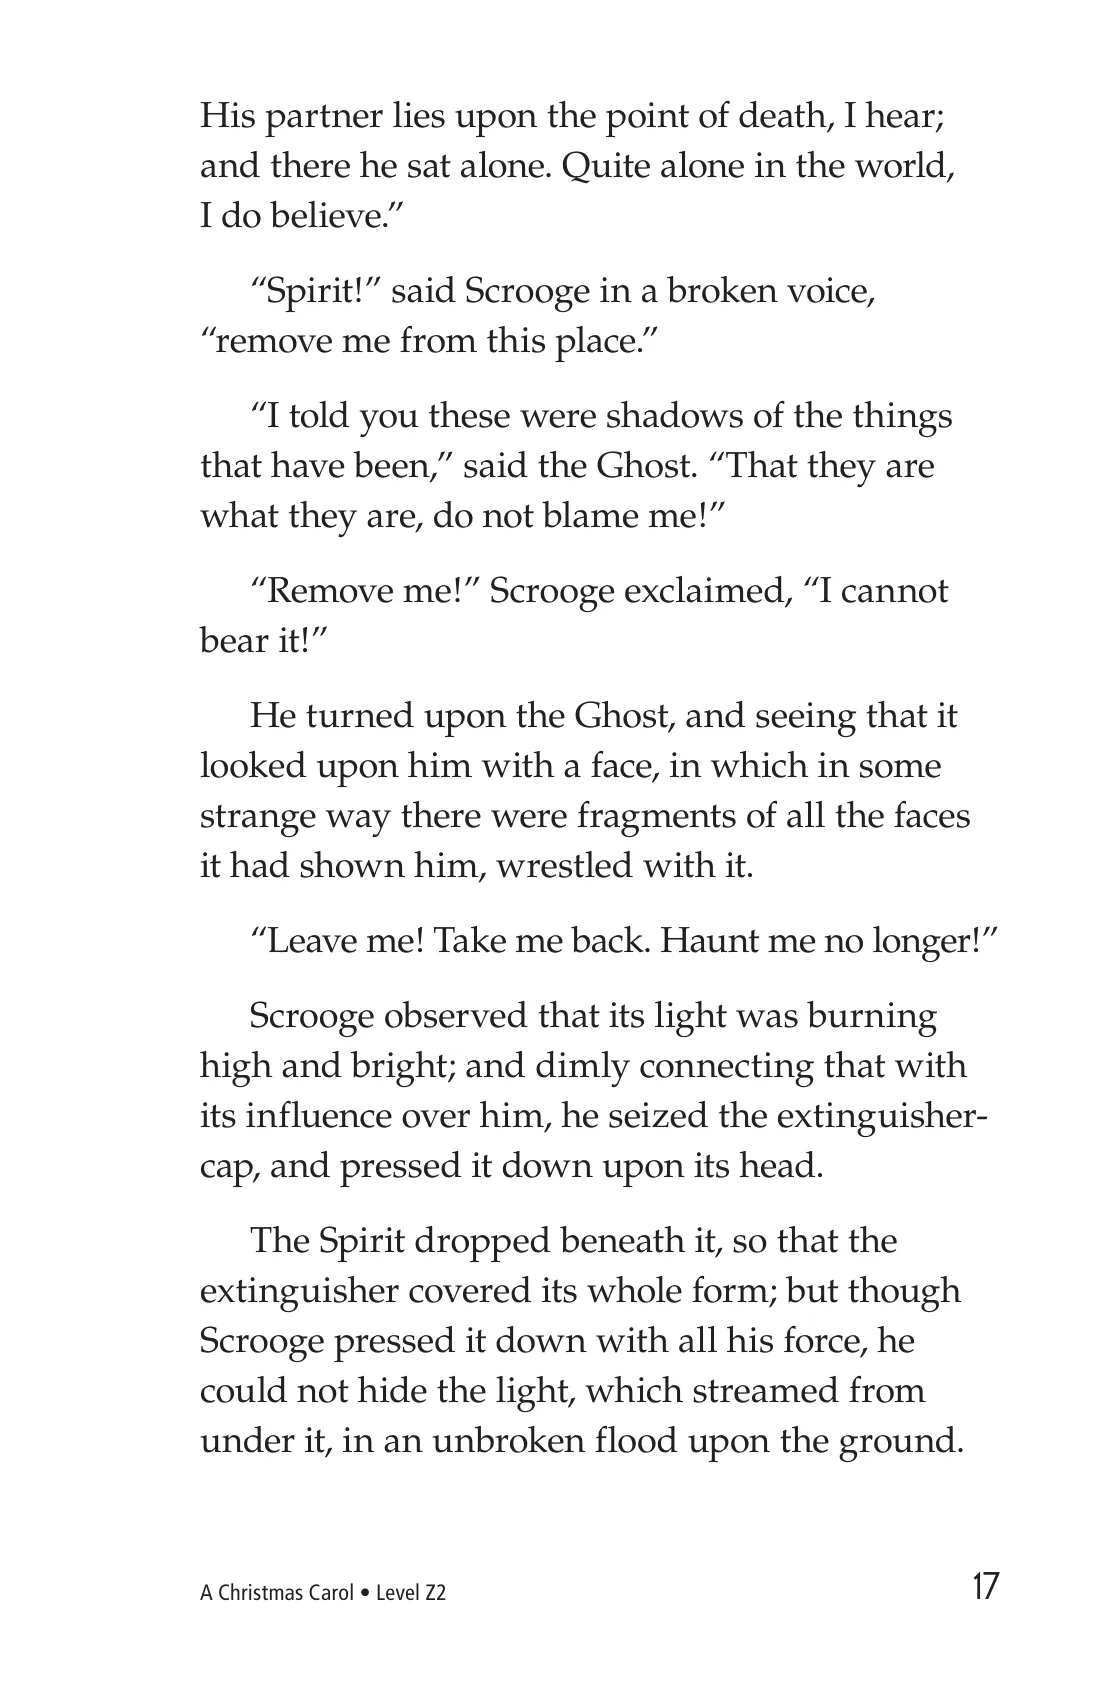 His partner lies upon the point of death, I hear;
and there he sat alone. Quite alone in the world,
I do believe.”
“Spirit!” said Scrooge in a broken voice,
“remove me from this place.”
“I told you these were shadows of the things
that have been,” said the Ghost. “That they are
what they are, do not blame me!”
“Remove me!” Scrooge exclaimed, “I cannot
bear it!”
He turned upon the Ghost, and seeing that it
looked upon him with a face, in which in some
strange way there were fragments of all the faces
it had shown him, wrestled with it.
“Leave me! Take me back. Haunt me no longer!”
Scrooge observed that its light was burning
high and bright; and dimly connecting that with
its influence over him, he seized the extinguisher-
cap, and pressed it down upon its head.
The Spirit dropped beneath it, so that the
extinguisher covered its whole form; but though
Scrooge pressed it down with all his force, he
could not hide the light, which streamed from
under it, in an unbroken flood upon the ground.
A Christmas Carol • Level Z2
17